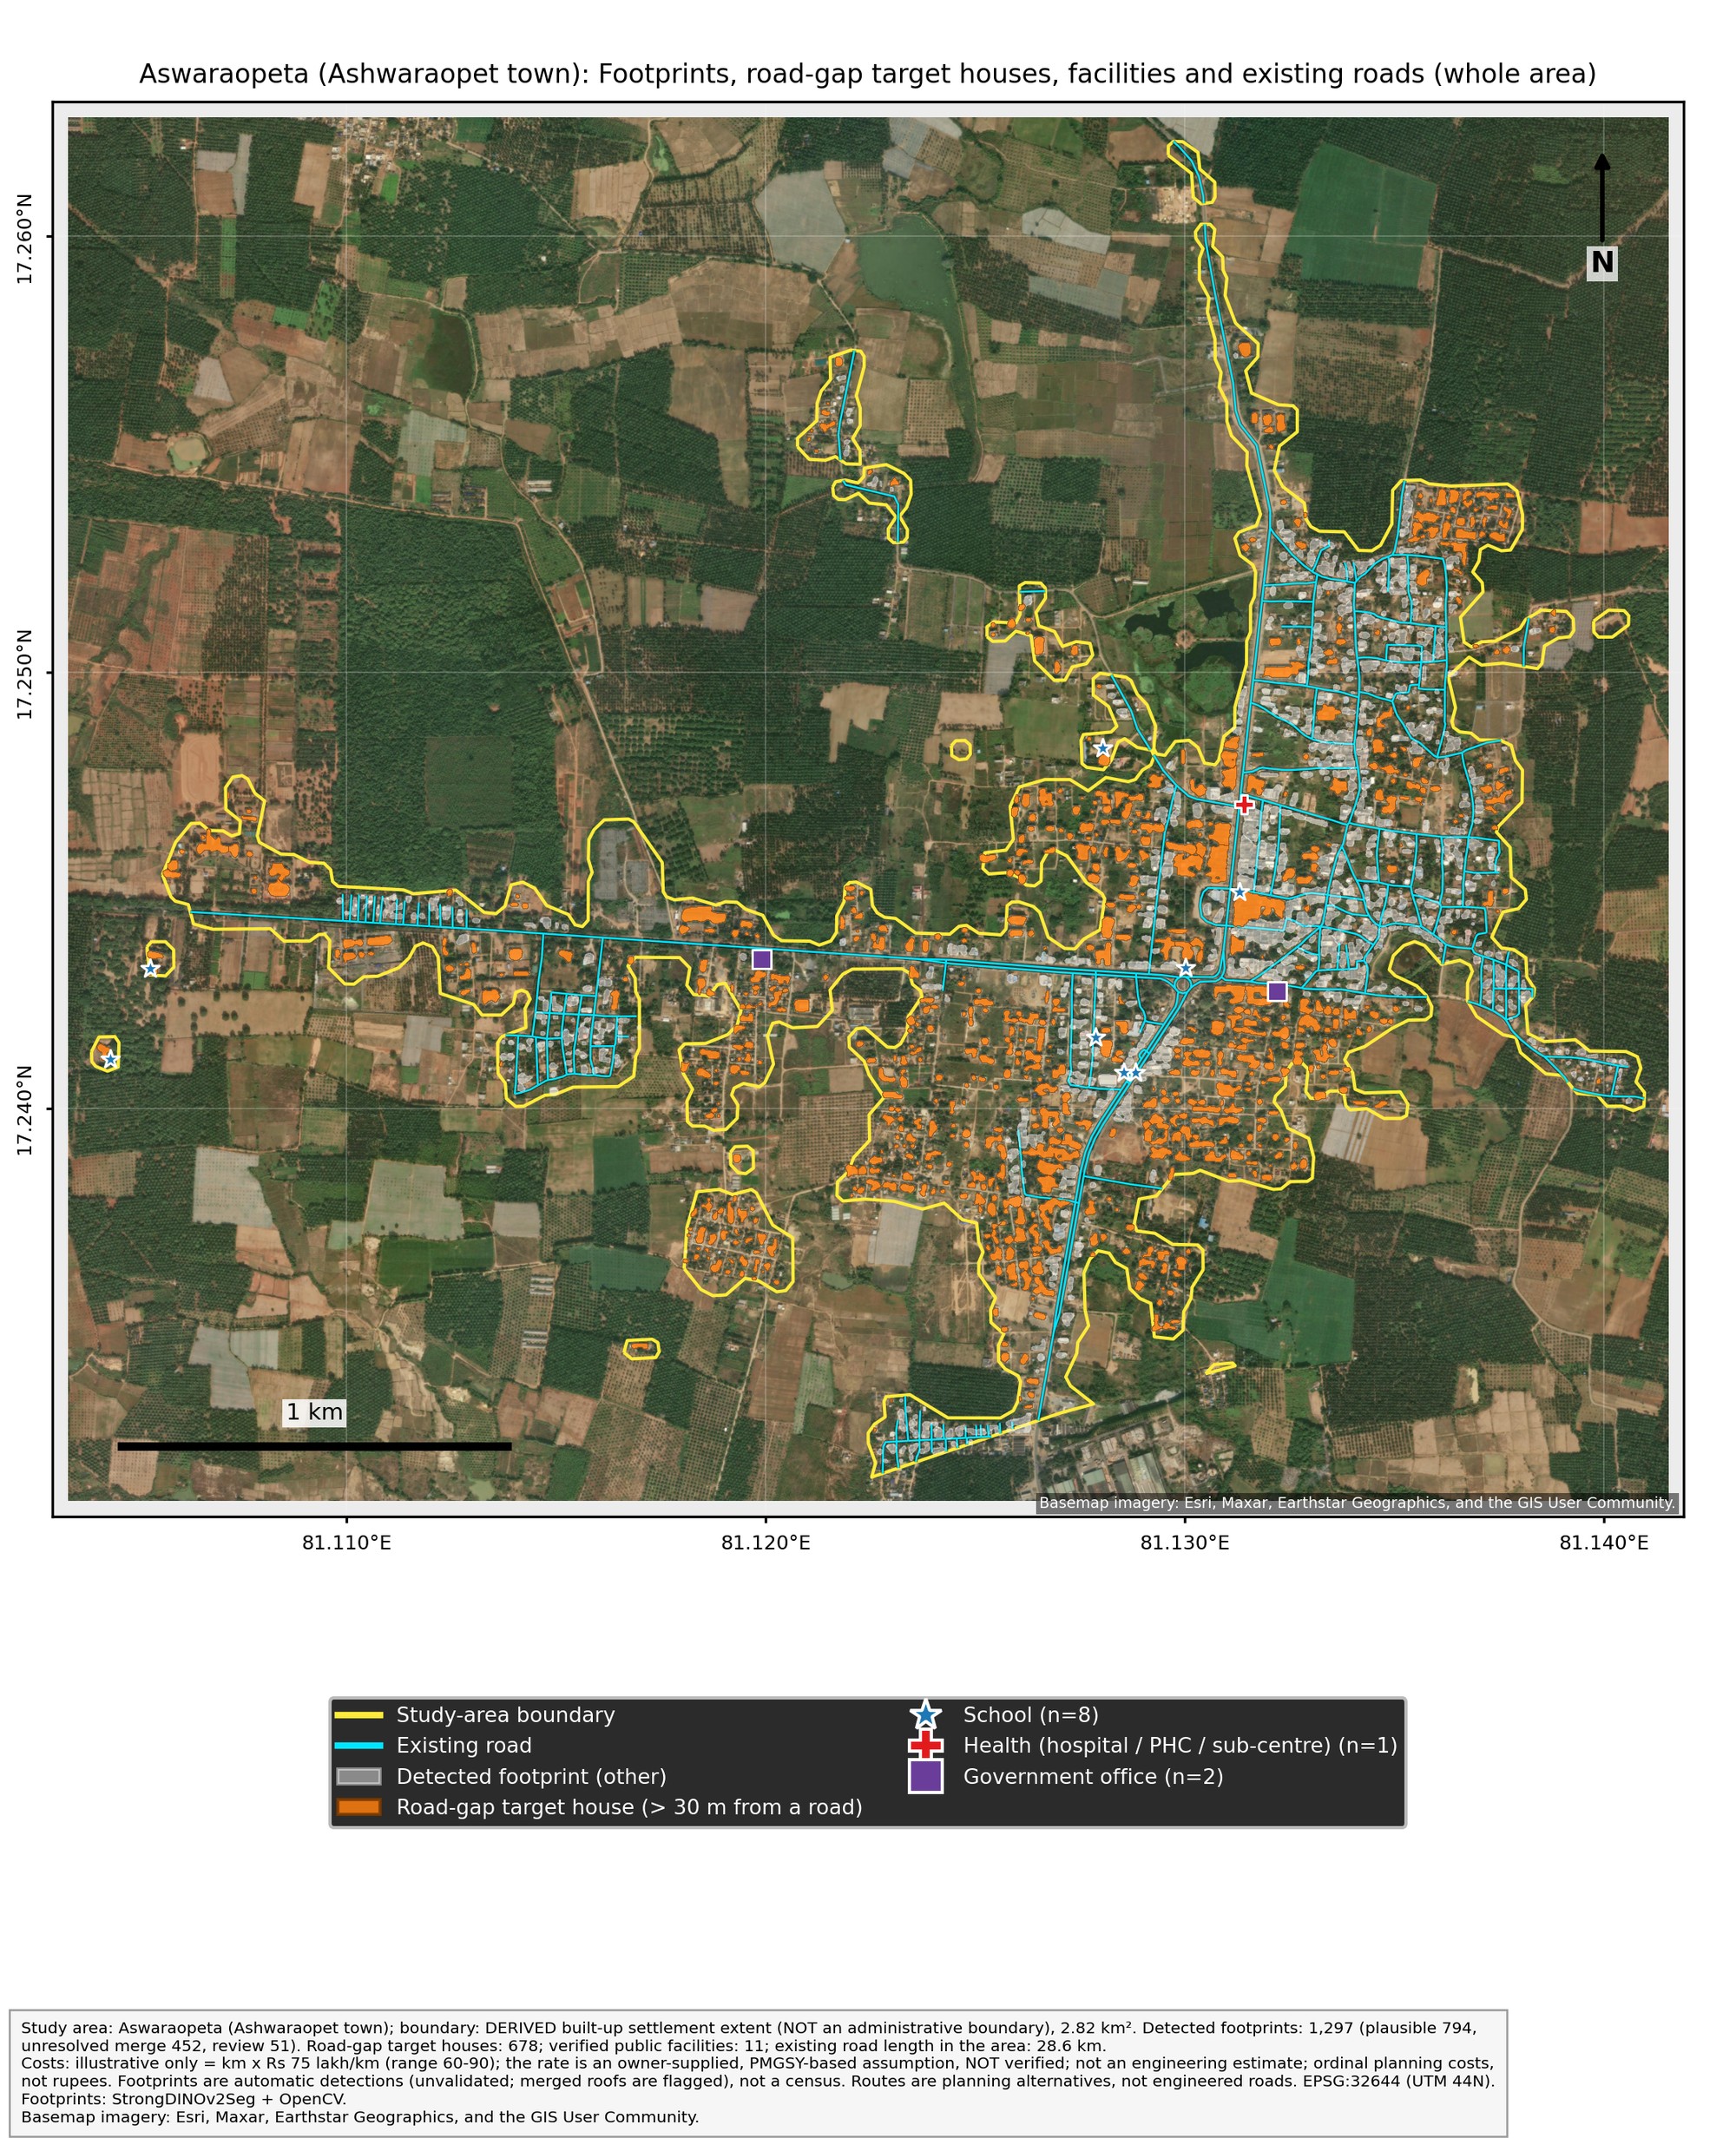 Aswaraopeta (Ashwaraopet town): Footprints, road-gap target houses, facilities and existing roads (whole area)
17.260°N
N
17.250°N
17.240°N
1 km
Basemap imagery: Esri, Maxar, Earthstar Geographics, and the GIS User Community.
81.110°E 81.120°E 81.130°E 81.140°E
Study-area boundary
Existing road
Detected footprint (other)
Road-gap target house (> 30 m from a road)
School (n=8)
Health (hospital / PHC / sub-centre) (n=1)
Government office (n=2)
Study area: Aswaraopeta (Ashwaraopet town); boundary: DERIVED built-up settlement extent (NOT an administrative boundary), 2.82 km². Detected footprints: 1,297 (plausible 794,
unresolved merge 452, review 51). Road-gap target houses: 678; verified public facilities: 11; existing road length in the area: 28.6 km.
Costs: illustrative only = km x Rs 75 lakh/km (range 60-90); the rate is an owner-supplied, PMGSY-based assumption, NOT verified; not an engineering estimate; ordinal planning costs,
not rupees. Footprints are automatic detections (unvalidated; merged roofs are flagged), not a census. Routes are planning alternatives, not engineered roads. EPSG:32644 (UTM 44N).
Footprints: StrongDINOv2Seg + OpenCV.
Basemap imagery: Esri, Maxar, Earthstar Geographics, and the GIS User Community.